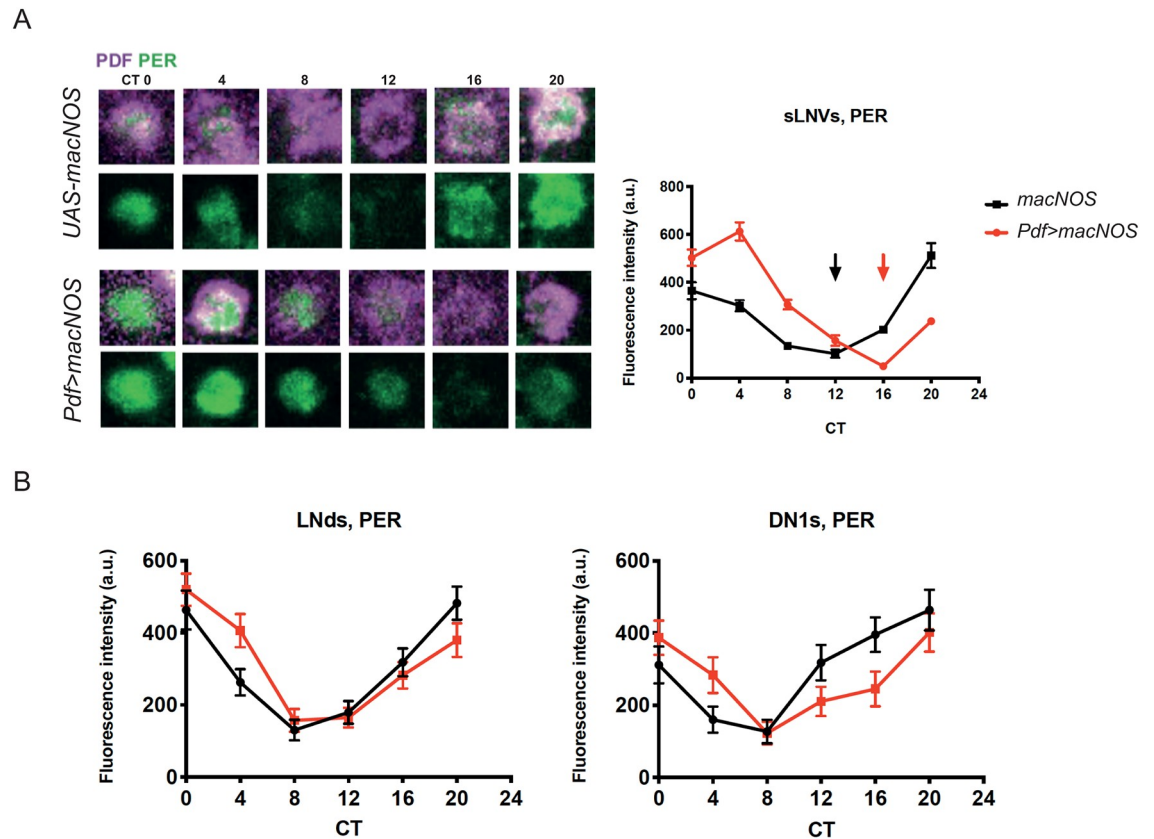 A
PDF PER
CT 0 4 8 12 16 20
UAS-macNOS
Pdf>macNOS
sLNVs, PER
Fluorescence intensity (a.u.)
800
600
400
200
0
0 4 8 12 16 20 24
CT
macNOS
Pdf>macNOS
B
LNds, PER
Fluorescence intensity (a.u.)
600
400
200
0
0 4 8 12 16 20 24
CT
DN1s, PER
Fluorescence intensity (a.u.)
600
400
200
0
0 4 8 12 16 20 24
CT